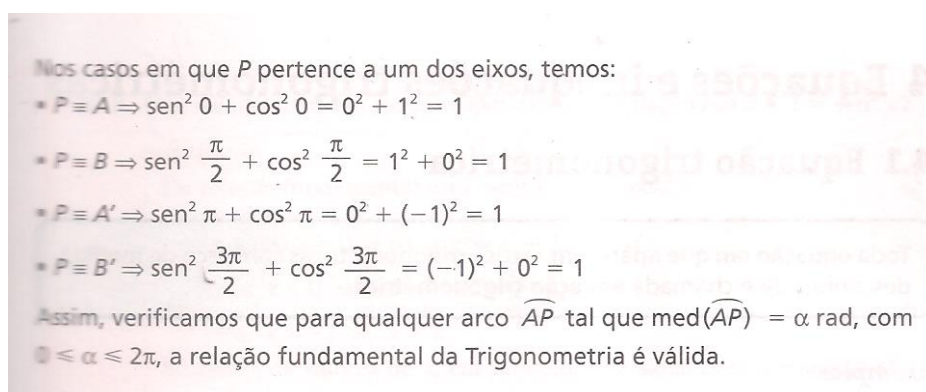 Nos casos em que P pertence a um dos eixos, temos:
• P ≡ A ⇒ sen² 0 + cos² 0 = 0² + 1² = 1
• P ≡ B ⇒ sen² π/2 + cos² π/2 = 1² + 0² = 1
• P ≡ A′ ⇒ sen² π + cos² π = 0² + (−1)² = 1
• P ≡ B′ ⇒ sen² 3π/2 + cos² 3π/2 = (−1)² + 0² = 1
Assim, verificamos que para qualquer arco AP tal que med(AP) = α rad, com
0 ⩽ α ⩽ 2π, a relação fundamental da Trigonometria é válida.